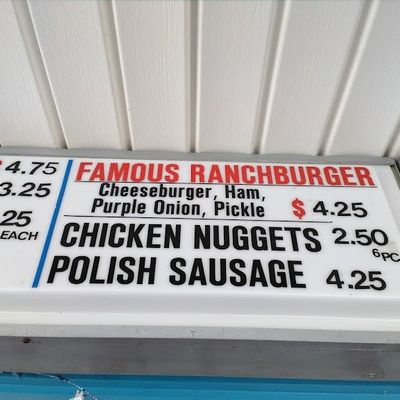 $4.75
3.25
.25
EACH
FAMOUS RANCHBURGER
Cheeseburger, Ham,
Purple Onion, Pickle $ 4.25
CHICKEN NUGGETS 2.50
6PC
POLISH SAUSAGE 4.25